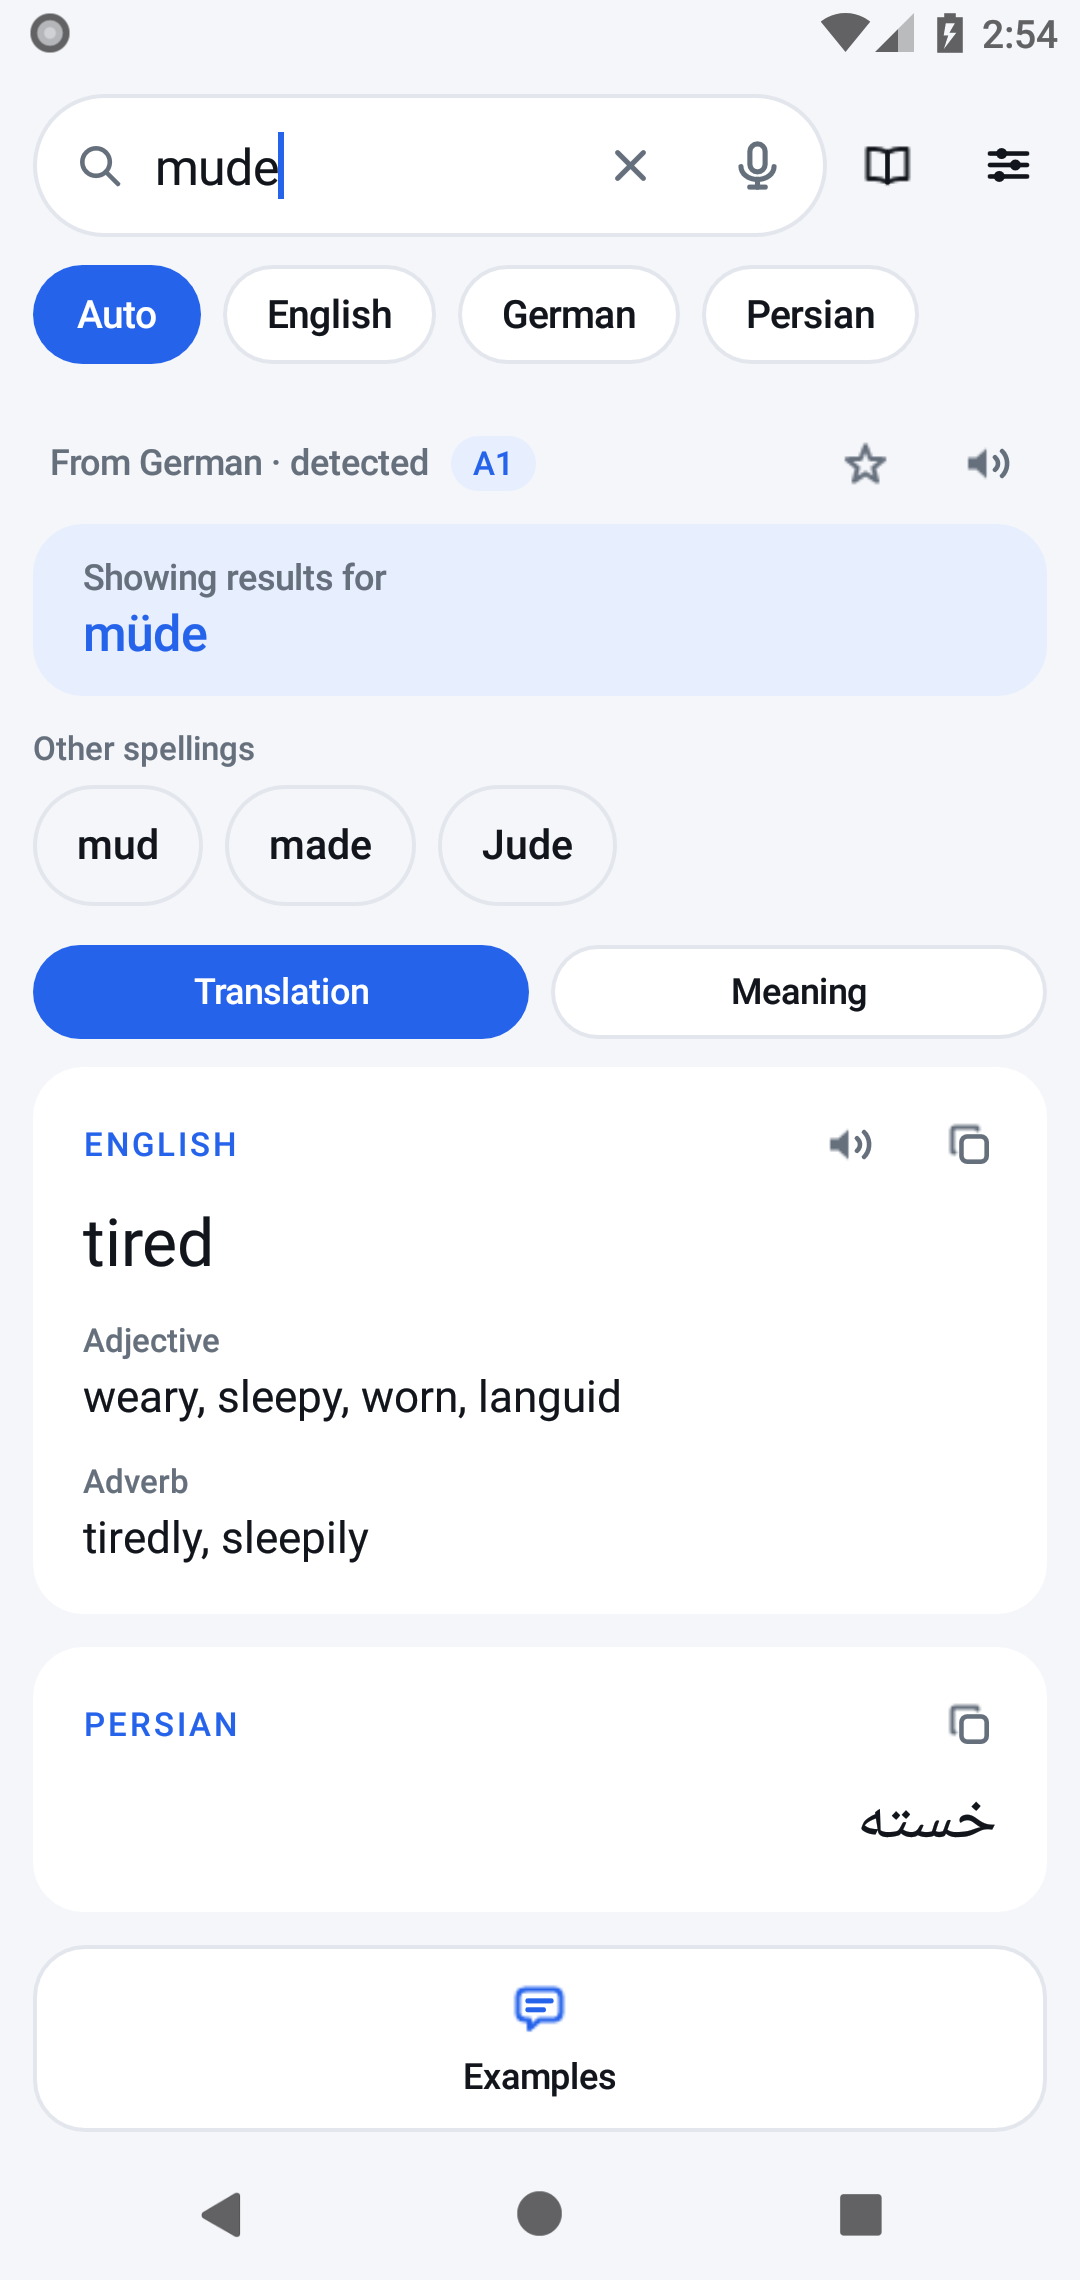 2:54
mude
Auto English German Persian
From German · detected A1
Showing results for
müde
Other spellings
mud made Jude
Translation Meaning
ENGLISH
tired
Adjective
weary, sleepy, worn, languid
Adverb
tiredly, sleepily
PERSIAN
خسته
Examples